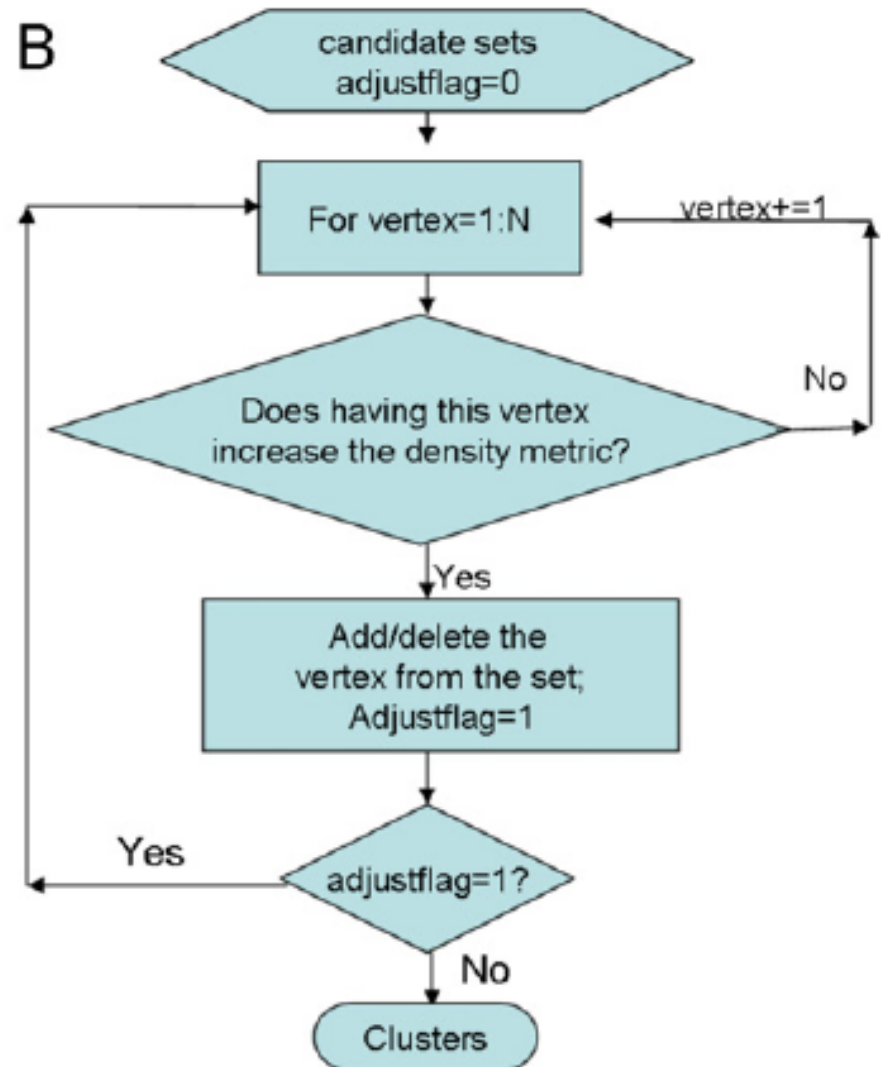 B
candidate sets
adjustflag=0
For vertex=1:N
vertex+=1
No
Does having this vertex
increase the density metric?
Yes
Add/delete the
vertex from the set;
Adjustflag=1
Yes
adjustflag=1?
No
Clusters